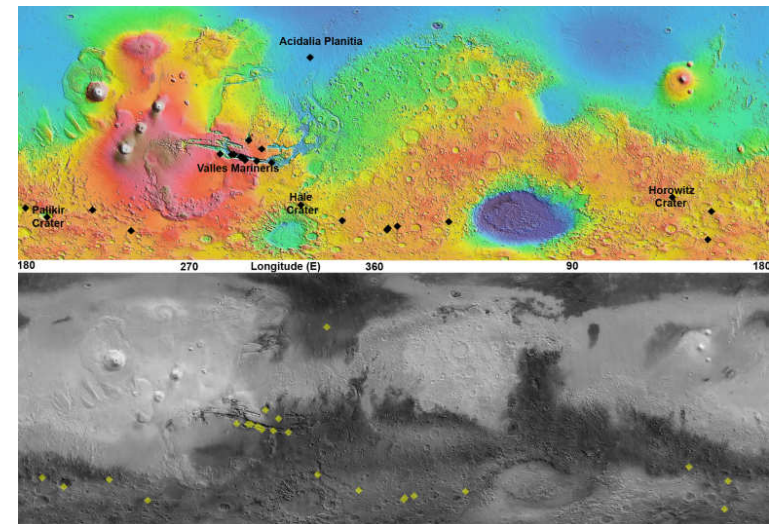 Acidalia Planitia
Valles Marineris
Hale
Crater
Horowitz
Crater
Palikir
Crater
180
270
Longitude (E)
360
90
180